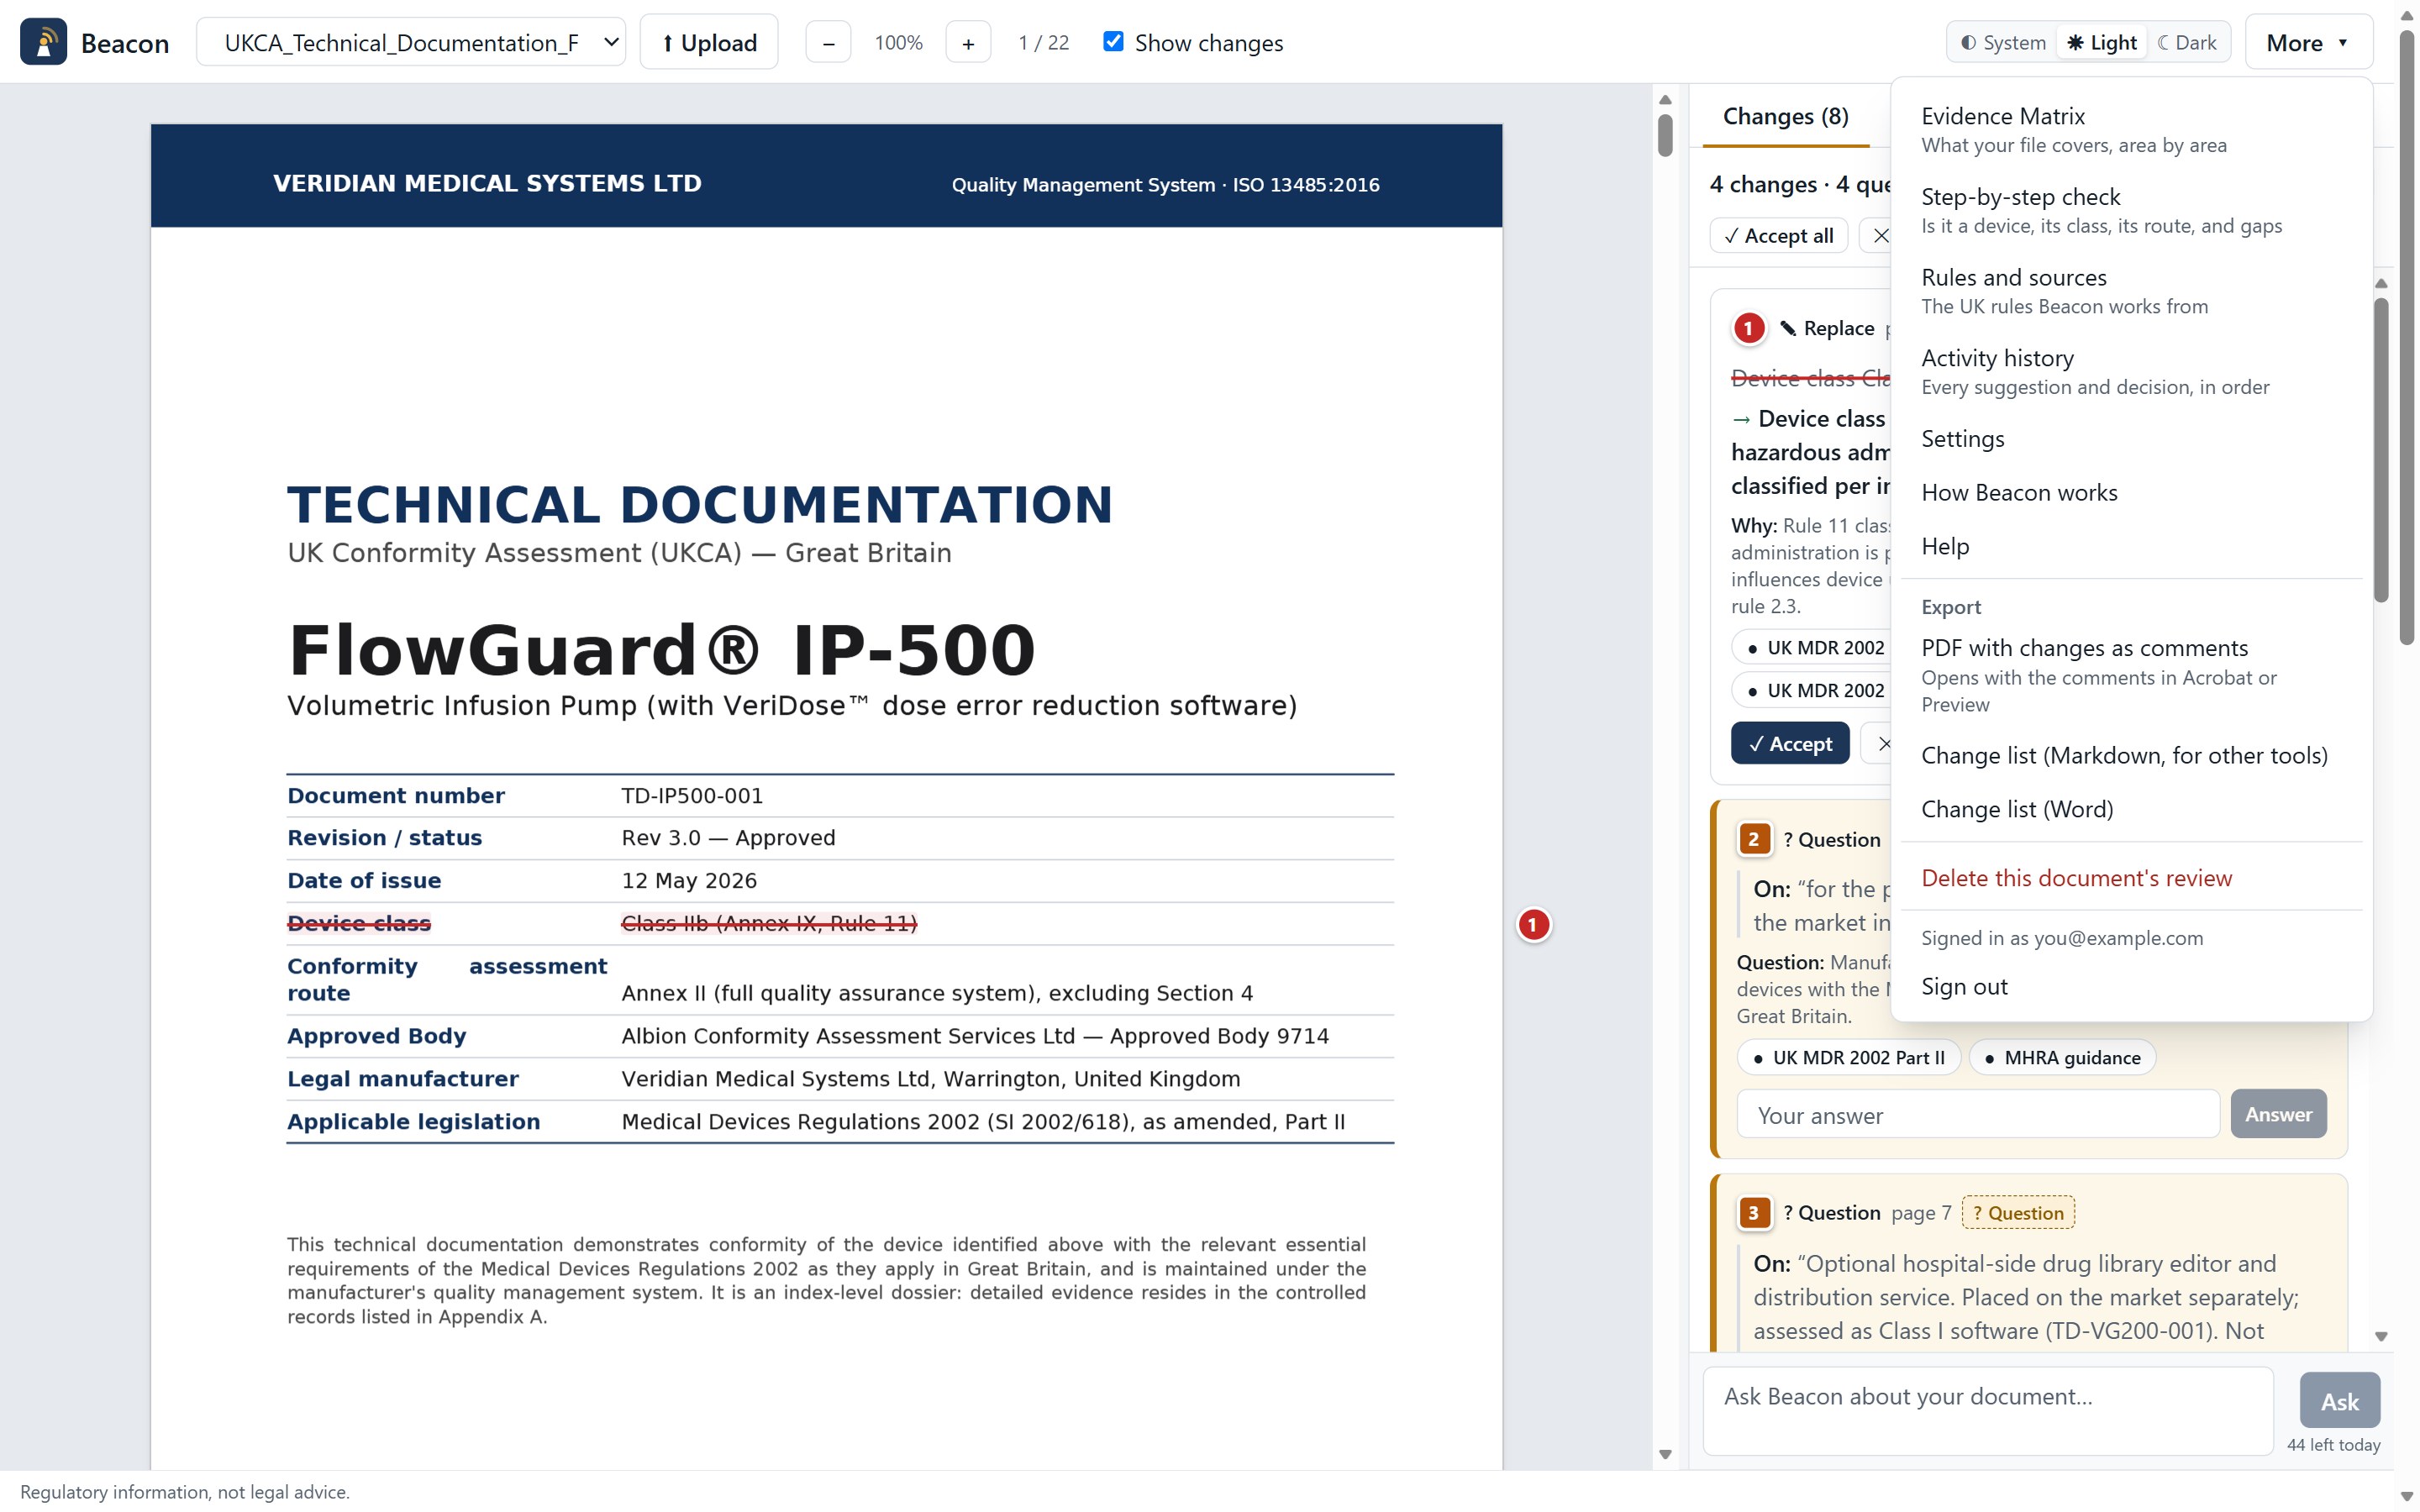 Beacon
UKCA_Technical_Documentation_F
Upload
100%
1 / 22
Show changes
System
Light
Dark
More
VERIDIAN MEDICAL SYSTEMS LTD
Quality Management System · ISO 13485:2016
TECHNICAL DOCUMENTATION
UK Conformity Assessment (UKCA) — Great Britain
FlowGuard® IP-500
Volumetric Infusion Pump (with VeriDose™ dose error reduction software)
Document number TD-IP500-001
Revision / status Rev 3.0 — Approved
Date of issue 12 May 2026
Device class Class IIb (Annex IX, Rule 11)
1
Conformity assessment
route Annex II (full quality assurance system), excluding Section 4
Approved Body Albion Conformity Assessment Services Ltd — Approved Body 9714
Legal manufacturer Veridian Medical Systems Ltd, Warrington, United Kingdom
Applicable legislation Medical Devices Regulations 2002 (SI 2002/618), as amended, Part II
This technical documentation demonstrates conformity of the device identified above with the relevant essential
requirements of the Medical Devices Regulations 2002 as they apply in Great Britain, and is maintained under the
manufacturer's quality management system. It is an index-level dossier: detailed evidence resides in the controlled
records listed in Appendix A.
Changes (8)
4 changes · 4 que
✓ Accept all
1 Replace
Device class Cla
→ Device class
hazardous adm
classified per in
Why: Rule 11 clas
administration is p
influences device
rule 2.3.
UK MDR 2002
UK MDR 2002
✓ Accept
2 ? Question
On: “for the p
the market in
Question: Manufa
devices with the
Great Britain.
UK MDR 2002 Part II
MHRA guidance
Your answer
Answer
3 ? Question page 7 ? Question
On: “Optional hospital-side drug library editor and
distribution service. Placed on the market separately;
assessed as Class I software (TD-VG200-001). Not
Ask Beacon about your document...
Ask
44 left today
Evidence Matrix
What your file covers, area by area
Step-by-step check
Is it a device, its class, its route, and gaps
Rules and sources
The UK rules Beacon works from
Activity history
Every suggestion and decision, in order
Settings
How Beacon works
Help
Export
PDF with changes as comments
Opens with the comments in Acrobat or
Preview
Change list (Markdown, for other tools)
Change list (Word)
Delete this document's review
Signed in as you@example.com
Sign out
Regulatory information, not legal advice.